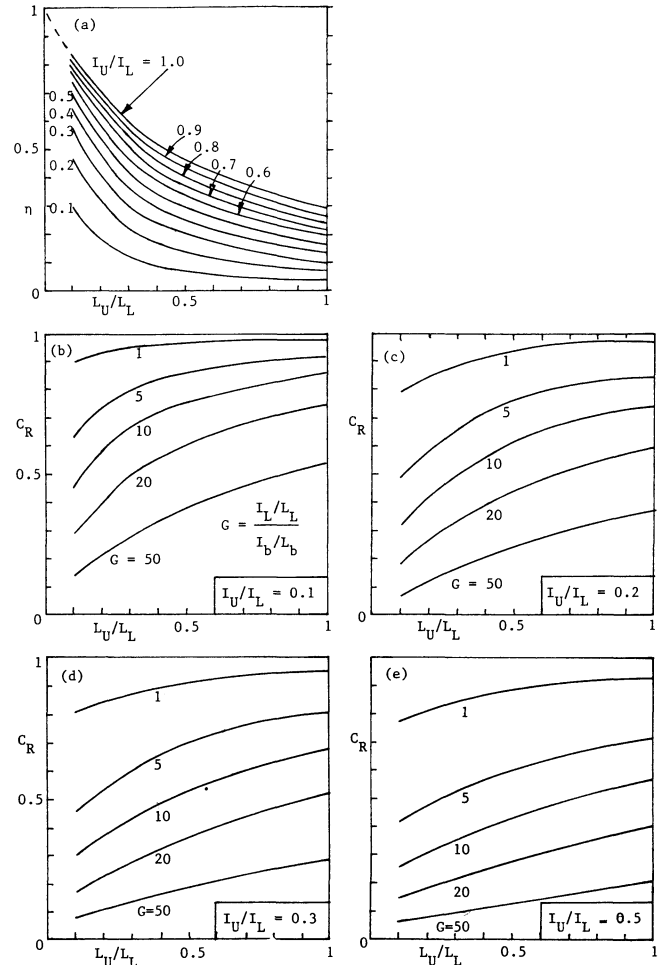 1
(a)
I_U/I_L = 1.0
0.5
0.4
0.9
0.3
0.8
0.5
0.7
0.2
0.6
η
0.1
0
L_U/L_L
0.5
1
1
(b)
1
5
C_R
10
0.5
20
G = (I_L/L_L)/(I_b/L_b)
G = 50
I_U/I_L = 0.1
0
L_U/L_L
0.5
1
(c)
1
5
C_R
10
20
G = 50
I_U/I_L = 0.2
0
L_U/L_L
0.5
1
1
(d)
1
C_R
5
0.5
10
20
G=50
I_U/I_L = 0.3
0
L_U/L_L
0.5
1
(e)
1
C_R
5
10
20
G=50
I_U/I_L = 0.5
0
L_U/L_L
0.5
1